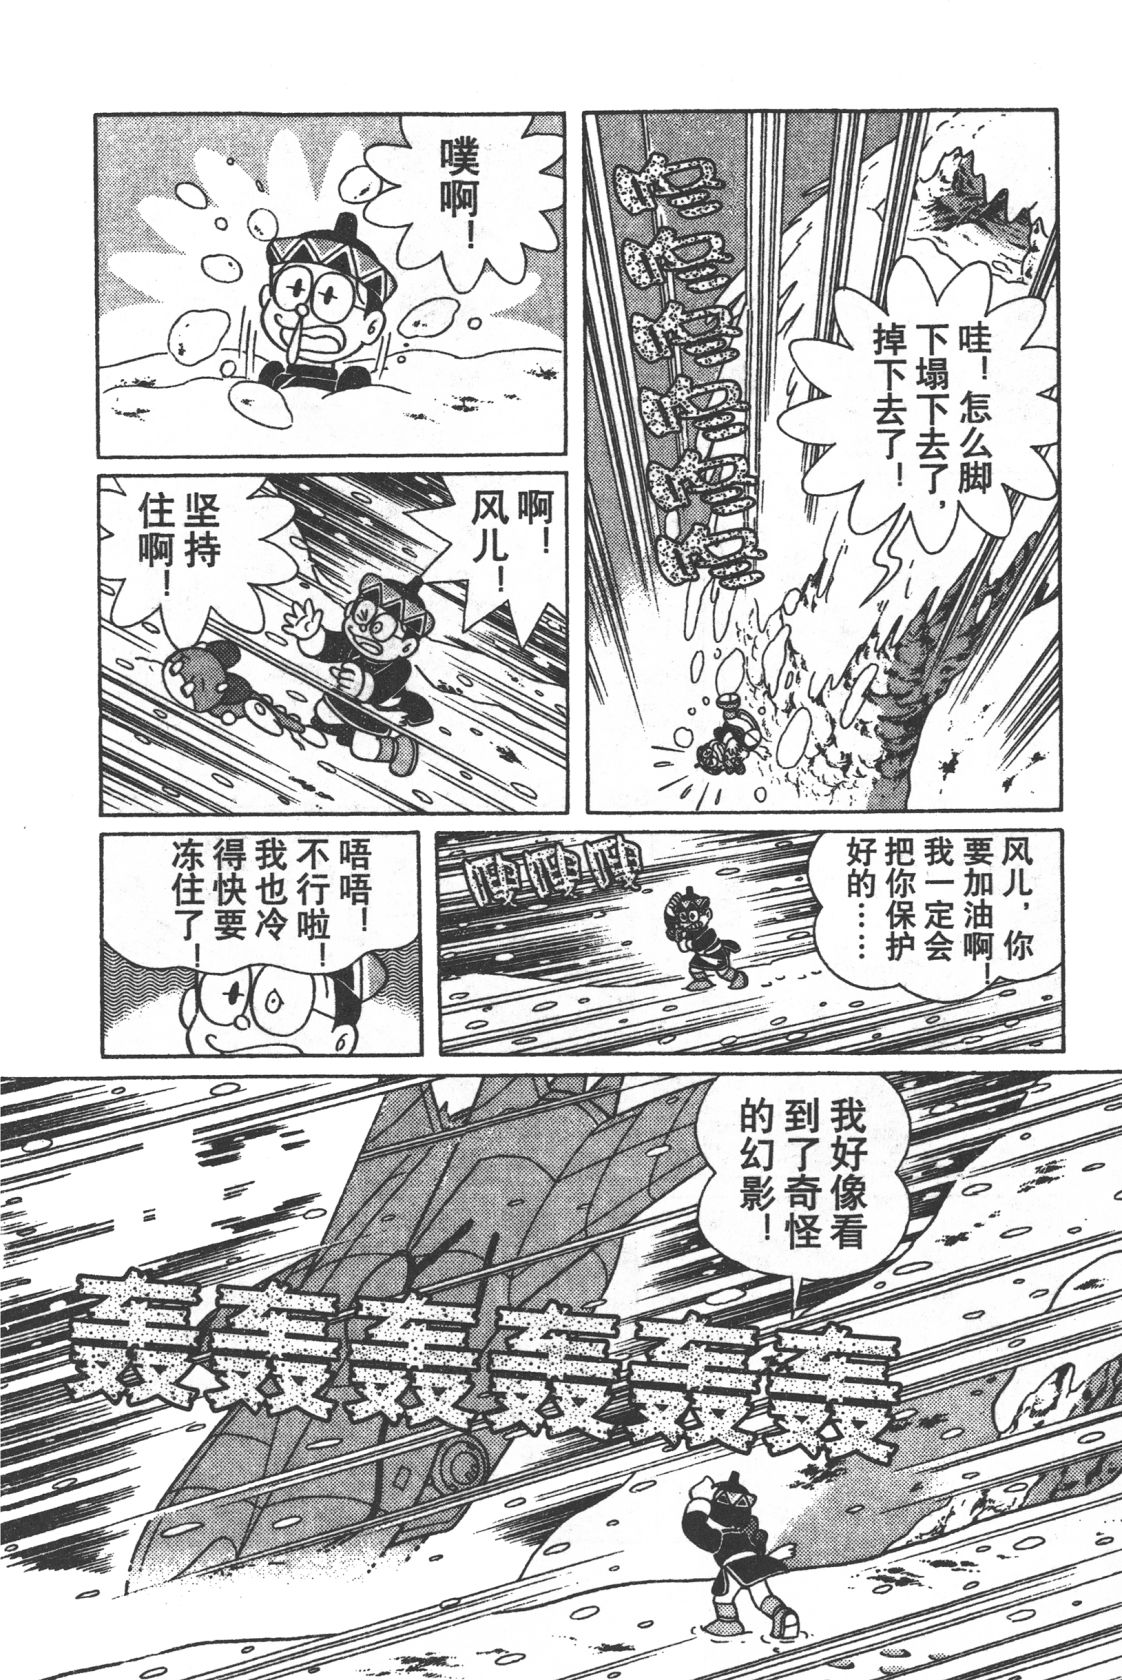 哇！怎么脚
下塌下去了，
掉下去了！
噗啊！
啊！
风儿！
坚持
住啊！
风儿，你
要加油啊！
我一定会
把你保护
好的……
嗖嗖嗖
唔唔！
不行啦！
我也冷
得快要
冻住了！
我好像看
到了奇怪
的幻影！
轰轰轰轰轰轰